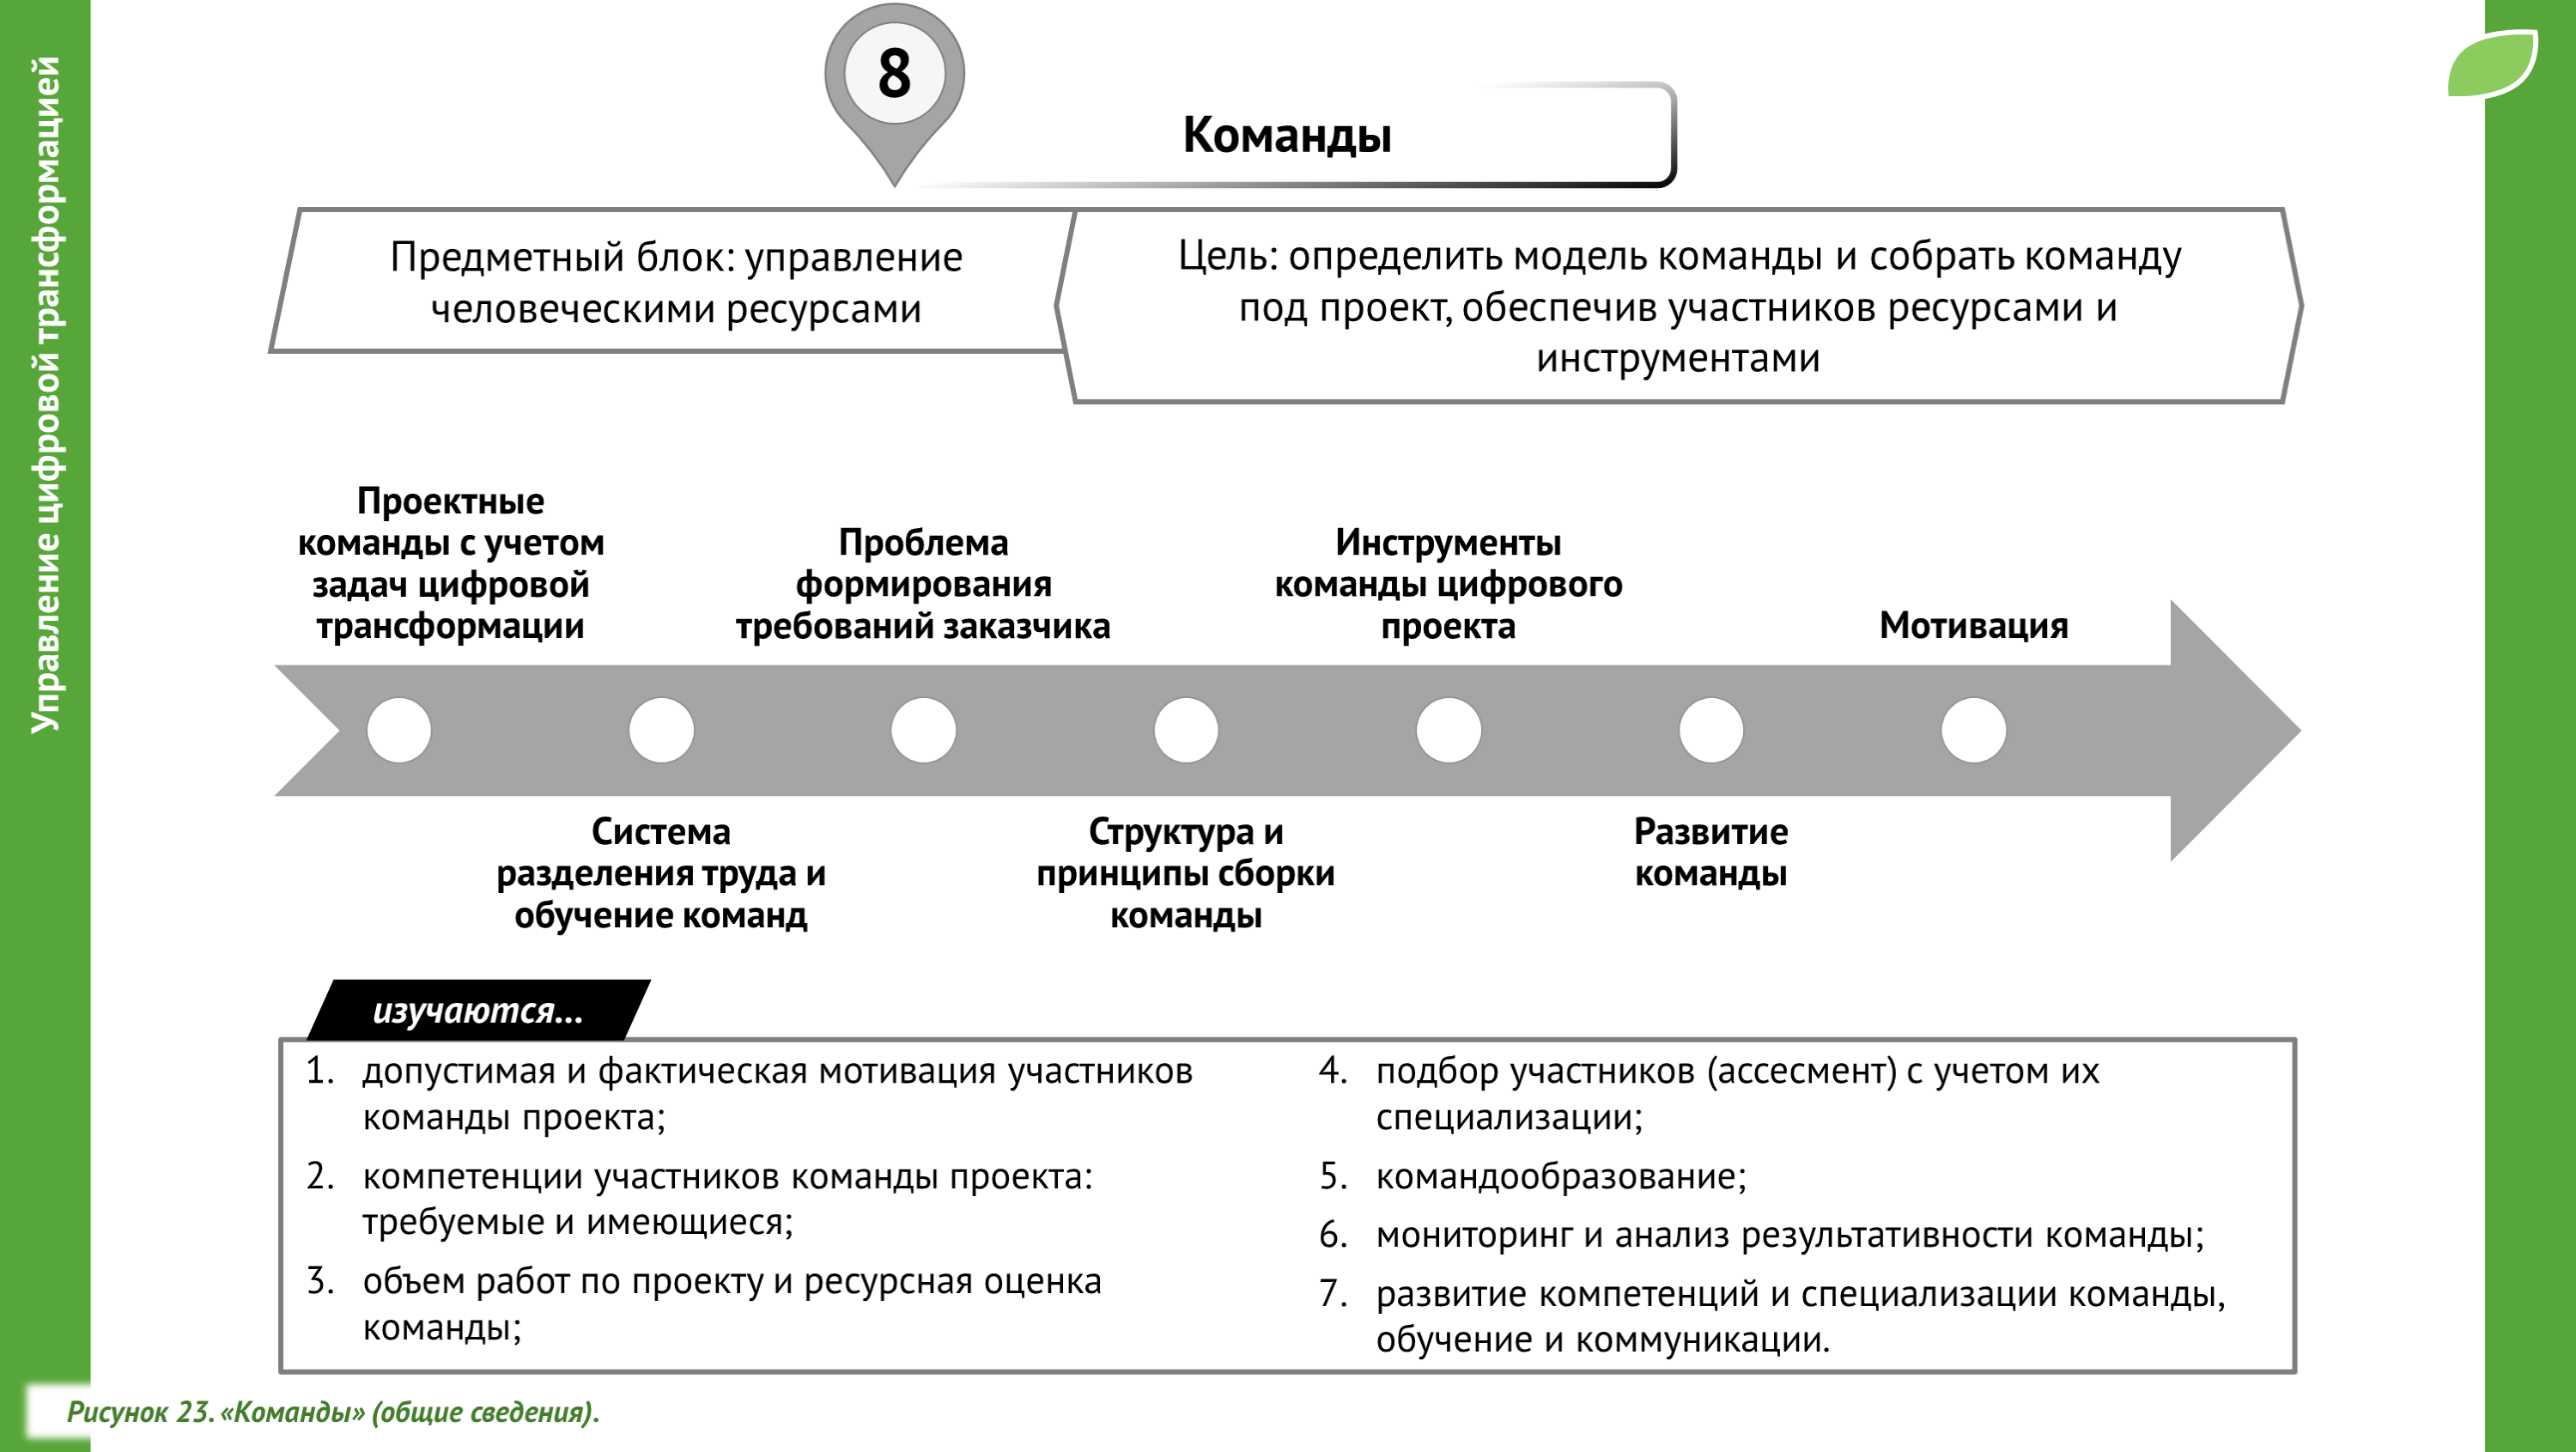 Управление цифровой трансформацией
8
Команды
Предметный блок: управление
человеческими ресурсами
Цель: определить модель команды и собрать команду
под проект, обеспечив участников ресурсами и
инструментами
Проектные
команды с учетом
задач цифровой
трансформации
Проблема
формирования
требований заказчика
Инструменты
команды цифрового
проекта
Мотивация
Система
разделения труда и
обучение команд
Структура и
принципы сборки
команды
Развитие
команды
изучаются...
1. допустимая и фактическая мотивация участников
команды проекта;
2. компетенции участников команды проекта:
требуемые и имеющиеся;
3. объем работ по проекту и ресурсная оценка
команды;
4. подбор участников (ассесмент) с учетом их
специализации;
5. командообразование;
6. мониторинг и анализ результативности команды;
7. развитие компетенций и специализации команды,
обучение и коммуникации.
Рисунок 23. «Команды» (общие сведения).